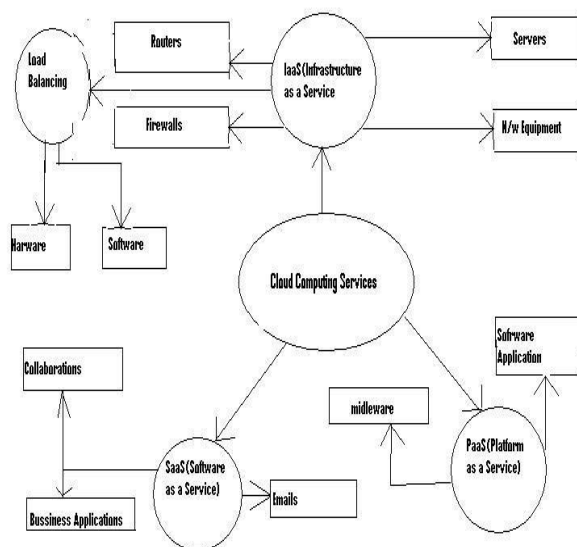 Load
Balancing
Routers
IaaS(Infrastructure
as a Service
Servers
Firewalls
N/w Equipment
Harware
Software
Cloud Computing Services
Collaborations
Sofrware
Application
midleware
PaaS(Platform
as a Service)
SaaS(Software
as a Service)
Bussiness Applications
Emails